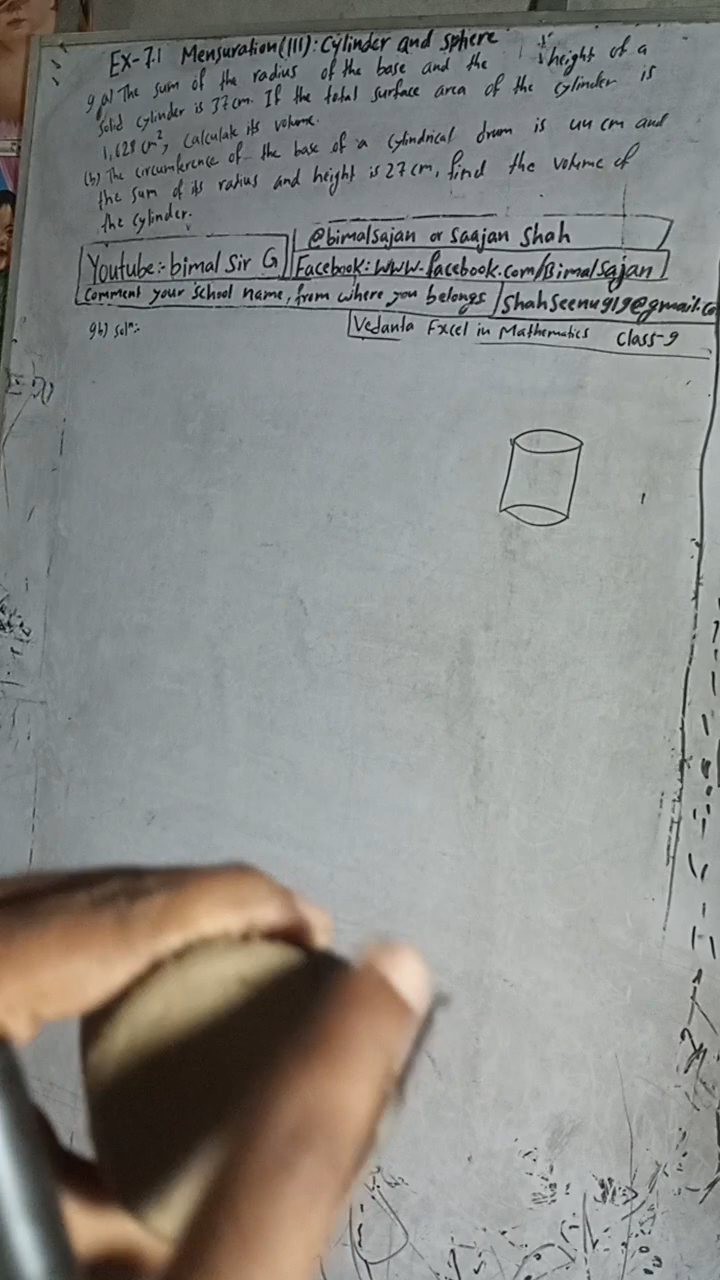 Ex-7.1 Mensuration(III): Cylinder and sphere
9 a) The sum of the radius of the base and the height of a
solid cylinder is 37cm. If the total surface area of the cylinder is
1,628 cm², calculate its volume.
(b) The circumference of the base of a cylindrical drum is 44 cm and
the sum of its radius and height is 27 cm, find the volume of
the cylinder.
@bimalsajan or Saajan Shah
Youtube:- bimal Sir G
Facebook: www.facebook.com/Bimalsajan
Comment your school name, from where you belongs
Shahseenu919@gmail.co
9b) Solⁿ:-
Vedanta Excel in Mathematics Class-9